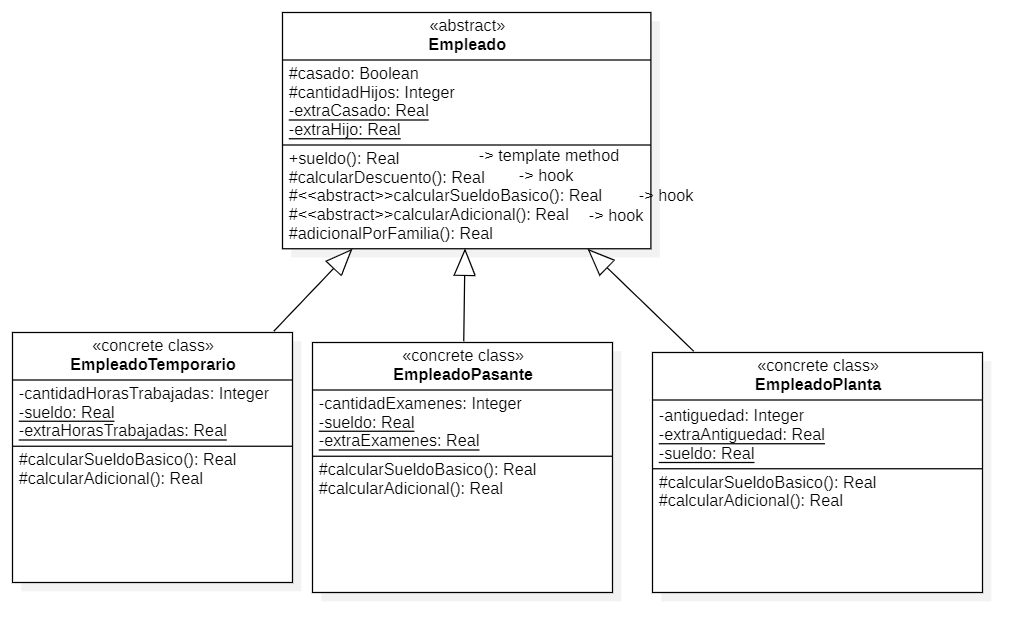 «abstract»
Empleado
#casado: Boolean
#cantidadHijos: Integer
-extraCasado: Real
-extraHijo: Real
+sueldo(): Real -> template method
#calcularDescuento(): Real -> hook
#<<abstract>>calcularSueldoBasico(): Real -> hook
#<<abstract>>calcularAdicional(): Real -> hook
#adicionalPorFamilia(): Real
«concrete class»
EmpleadoTemporario
-cantidadHorasTrabajadas: Integer
-sueldo: Real
-extraHorasTrabajadas: Real
#calcularSueldoBasico(): Real
#calcularAdicional(): Real
«concrete class»
EmpleadoPasante
-cantidadExamenes: Integer
-sueldo: Real
-extraExamenes: Real
#calcularSueldoBasico(): Real
#calcularAdicional(): Real
«concrete class»
EmpleadoPlanta
-antiguedad: Integer
-extraAntiguedad: Real
-sueldo: Real
#calcularSueldoBasico(): Real
#calcularAdicional(): Real